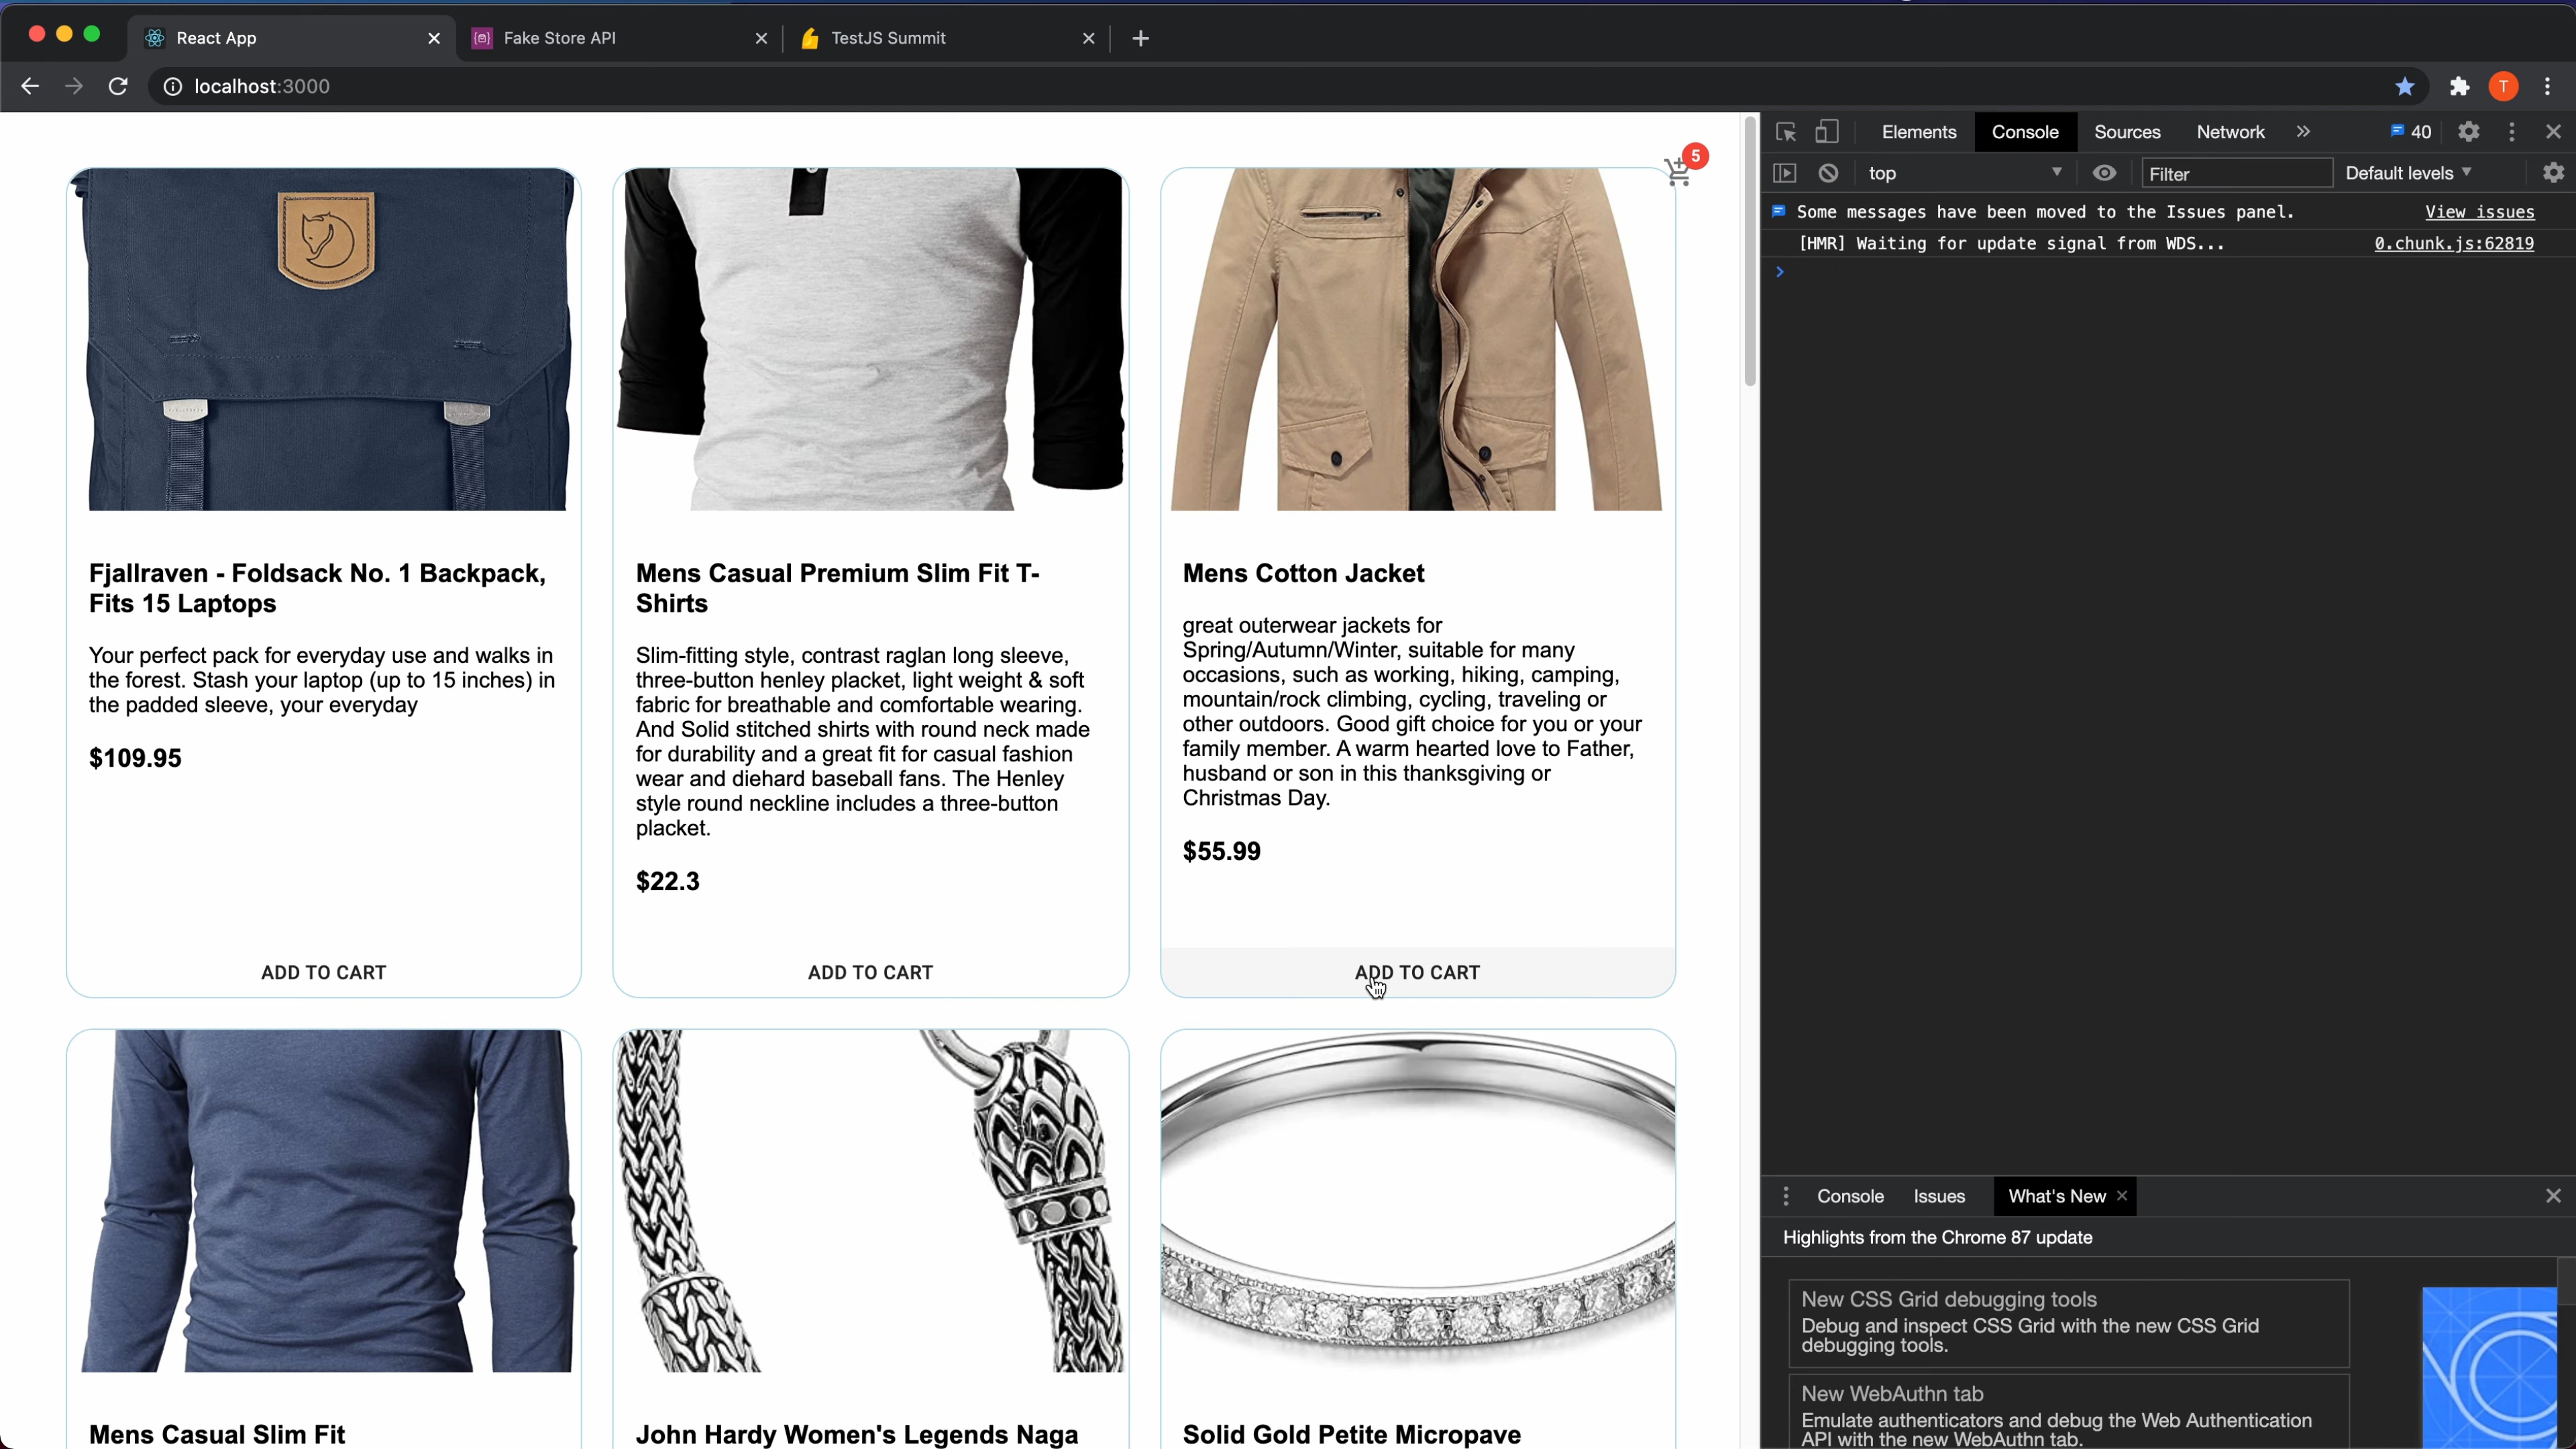 React App
Fake Store API
TestJS Summit
localhost:3000
T
5
Fjallraven - Foldsack No. 1 Backpack,
Fits 15 Laptops
Your perfect pack for everyday use and walks in
the forest. Stash your laptop (up to 15 inches) in
the padded sleeve, your everyday
$109.95
ADD TO CART
Mens Casual Premium Slim Fit T-
Shirts
Slim-fitting style, contrast raglan long sleeve,
three-button henley placket, light weight & soft
fabric for breathable and comfortable wearing.
And Solid stitched shirts with round neck made
for durability and a great fit for casual fashion
wear and diehard baseball fans. The Henley
style round neckline includes a three-button
placket.
$22.3
ADD TO CART
Mens Cotton Jacket
great outerwear jackets for
Spring/Autumn/Winter, suitable for many
occasions, such as working, hiking, camping,
mountain/rock climbing, cycling, traveling or
other outdoors. Good gift choice for you or your
family member. A warm hearted love to Father,
husband or son in this thanksgiving or
Christmas Day.
$55.99
ADD TO CART
Mens Casual Slim Fit
John Hardy Women's Legends Naga
Solid Gold Petite Micropave
Elements Console Sources Network » 40
top Filter Default levels
Some messages have been moved to the Issues panel. View issues
[HMR] Waiting for update signal from WDS... 0.chunk.js:62819
Console Issues What's New
Highlights from the Chrome 87 update
New CSS Grid debugging tools
Debug and inspect CSS Grid with the new CSS Grid
debugging tools.
New WebAuthn tab
Emulate authenticators and debug the Web Authentication
API with the new WebAuthn tab.